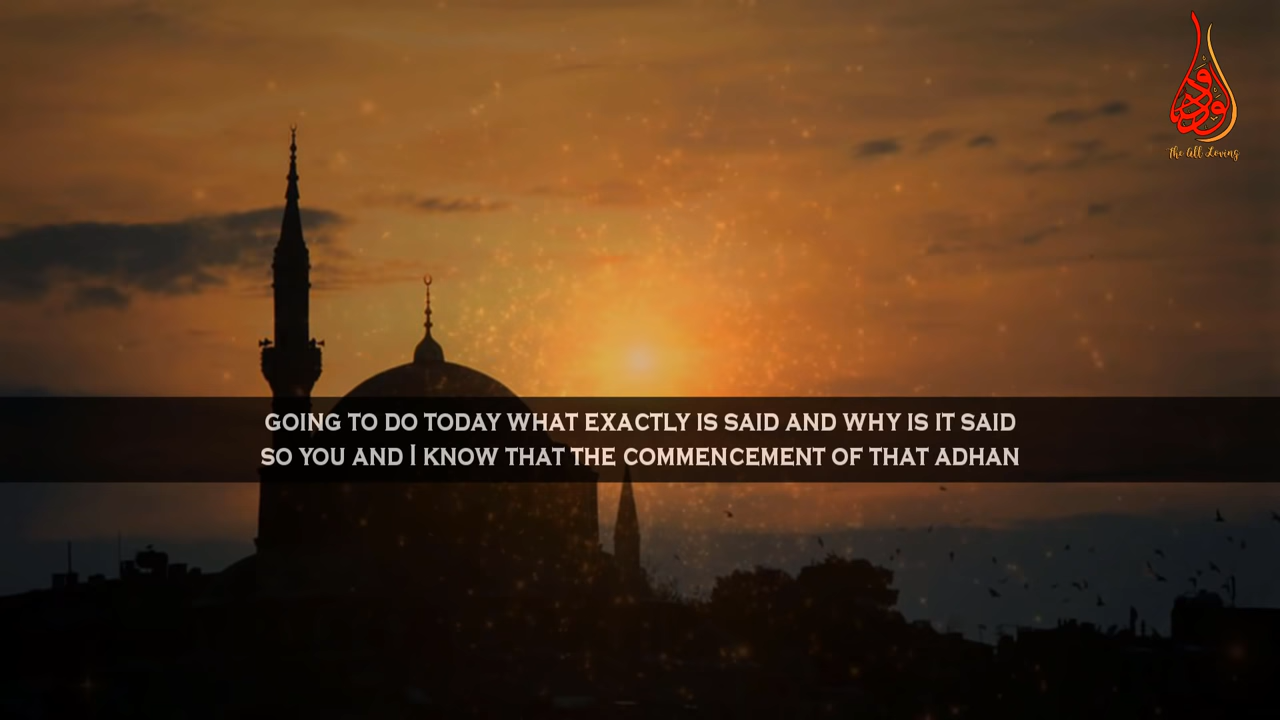 الودود
The All Loving
GOING TO DO TODAY WHAT EXACTLY IS SAID AND WHY IS IT SAID
SO YOU AND I KNOW THAT THE COMMENCEMENT OF THAT ADHAN